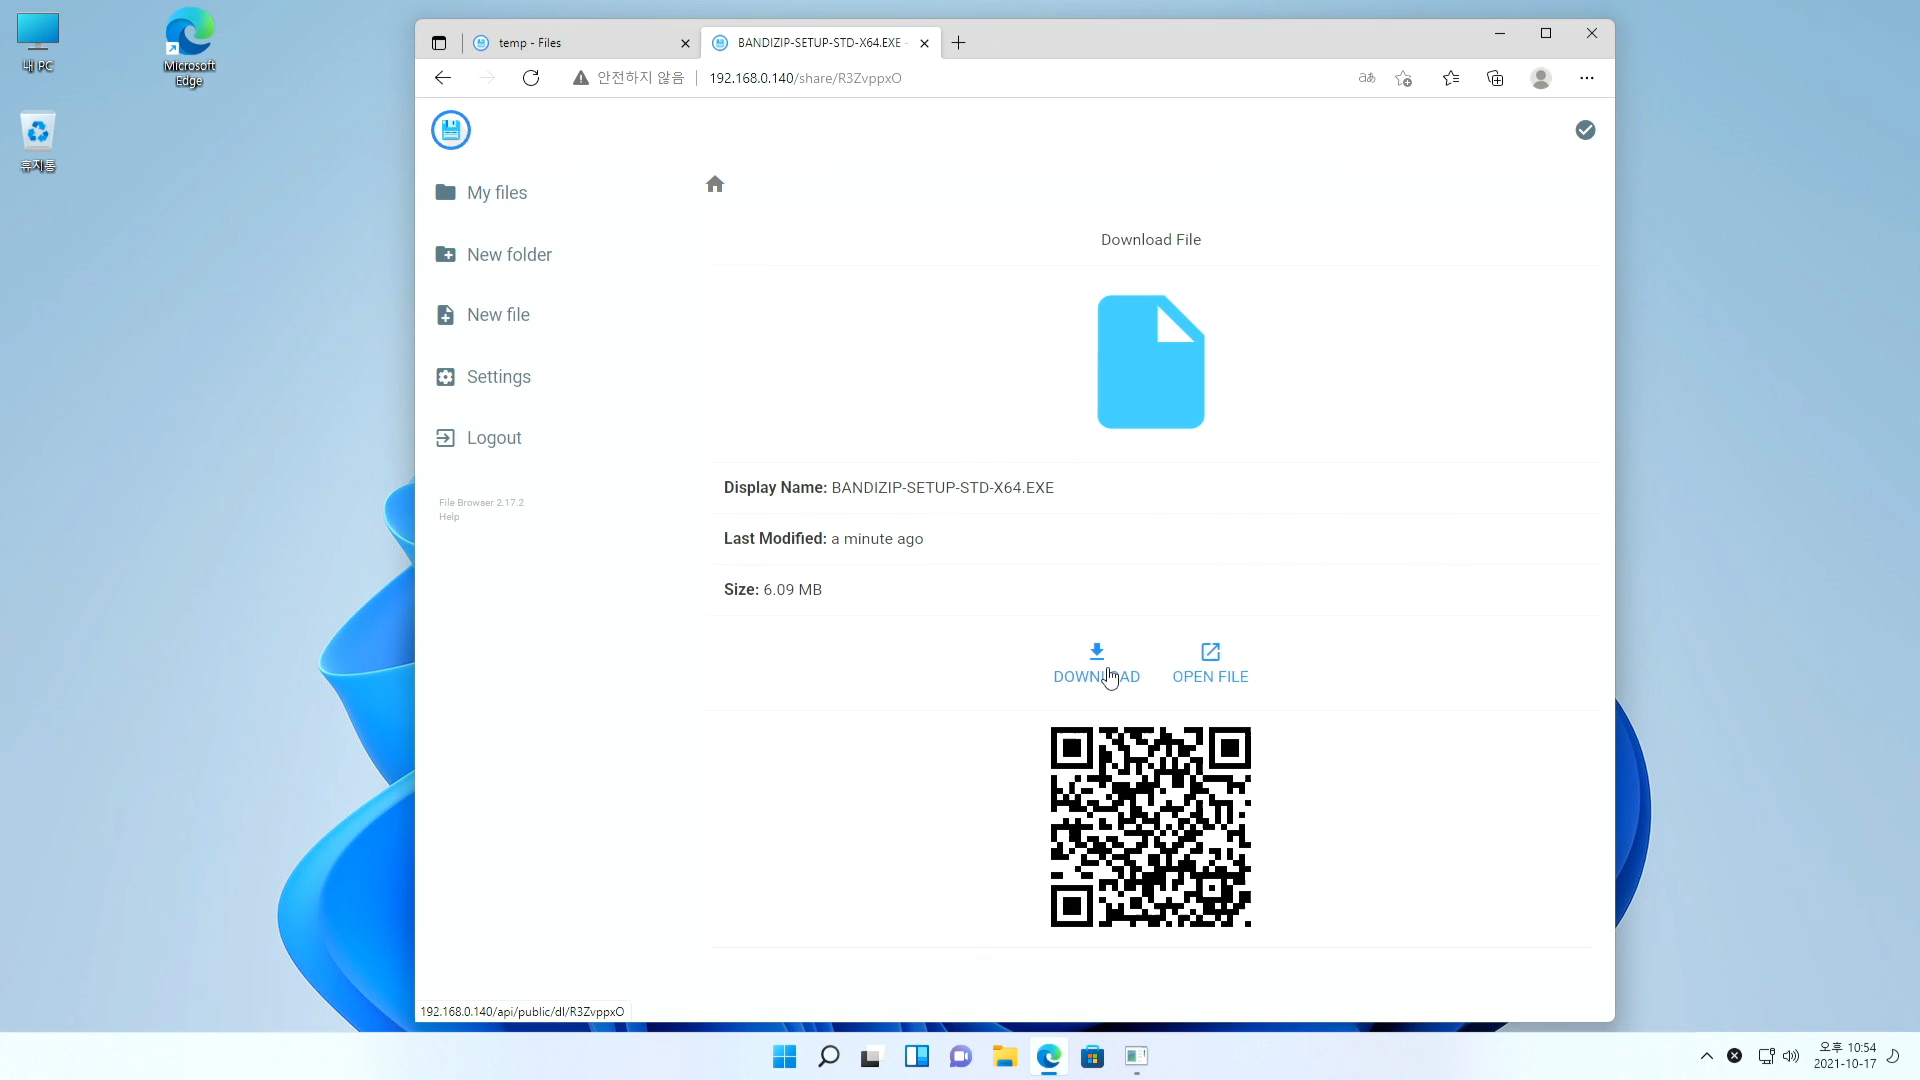 내 PC
Microsoft
Edge
휴지통
temp - Files
BANDIZIP-SETUP-STD-X64.EXE -
안전하지 않음
192.168.0.140/share/R3ZvppxO
aあ
My files
New folder
New file
Settings
Logout
File Browser 2.17.2
Help
Download File
Display Name: BANDIZIP-SETUP-STD-X64.EXE
Last Modified: a minute ago
Size: 6.09 MB
DOWNLOAD
OPEN FILE
192.168.0.140/api/public/dl/R3ZvppxO
오후 10:54
2021-10-17